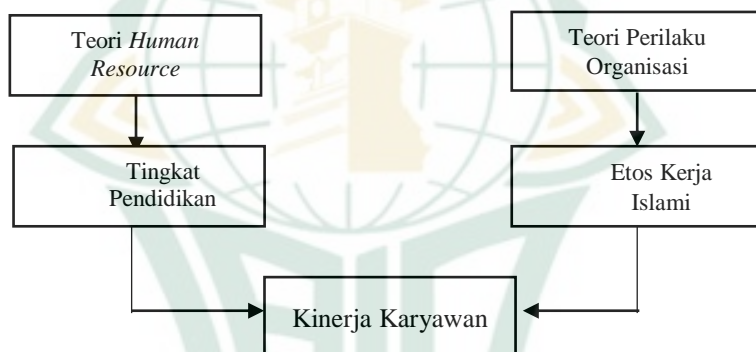 Teori Human
Resource
Teori Perilaku
Organisasi
Tingkat
Pendidikan
Etos Kerja
Islami
Kinerja Karyawan